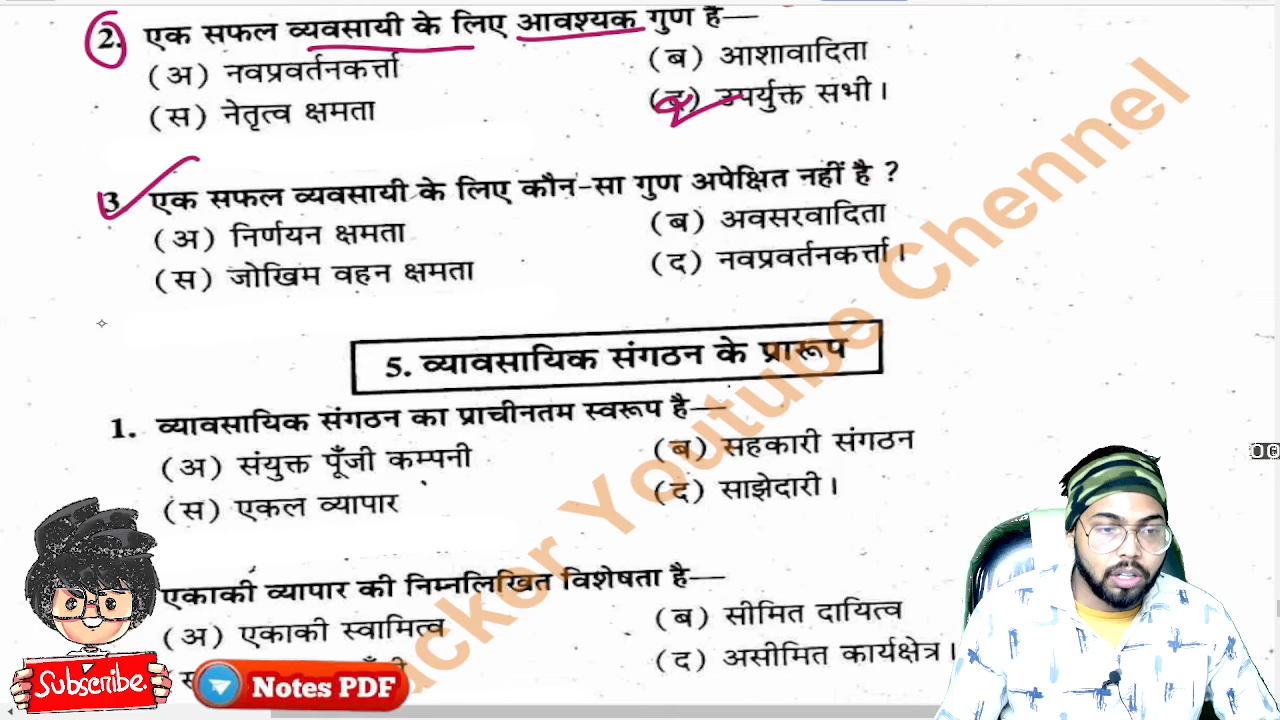 2. एक सफल व्यवसायी के लिए आवश्यक गुण है—
(अ) नवप्रवर्तनकर्त्ता (ब) आशावादिता
(स) नेतृत्व क्षमता (द) उपर्युक्त सभी।
3 एक सफल व्यवसायी के लिए कौन-सा गुण अपेक्षित नहीं है ?
(अ) निर्णयन क्षमता (ब) अवसरवादिता
(स) जोखिम वहन क्षमता (द) नवप्रवर्तनकर्त्ता।
5. व्यावसायिक संगठन के प्रारूप
1. व्यावसायिक संगठन का प्राचीनतम स्वरूप है—
(अ) संयुक्त पूँजी कम्पनी (ब) सहकारी संगठन
(स) एकल व्यापार (द) साझेदारी।
एकाकी व्यापार की निम्नलिखित विशेषता है—
(अ) एकाकी स्वामित्व (ब) सीमित दायित्व
(द) असीमित कार्यक्षेत्र।
acker Youtube Chennel
Subscribe.
Notes PDF